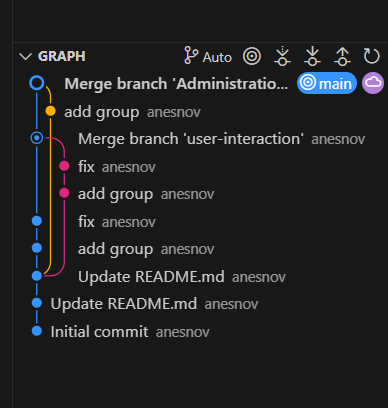 GRAPH Auto
Merge branch 'Administratio... main
add group anesnov
Merge branch 'user-interaction' anesnov
fix anesnov
add group anesnov
fix anesnov
add group anesnov
Update README.md anesnov
Update README.md anesnov
Initial commit anesnov